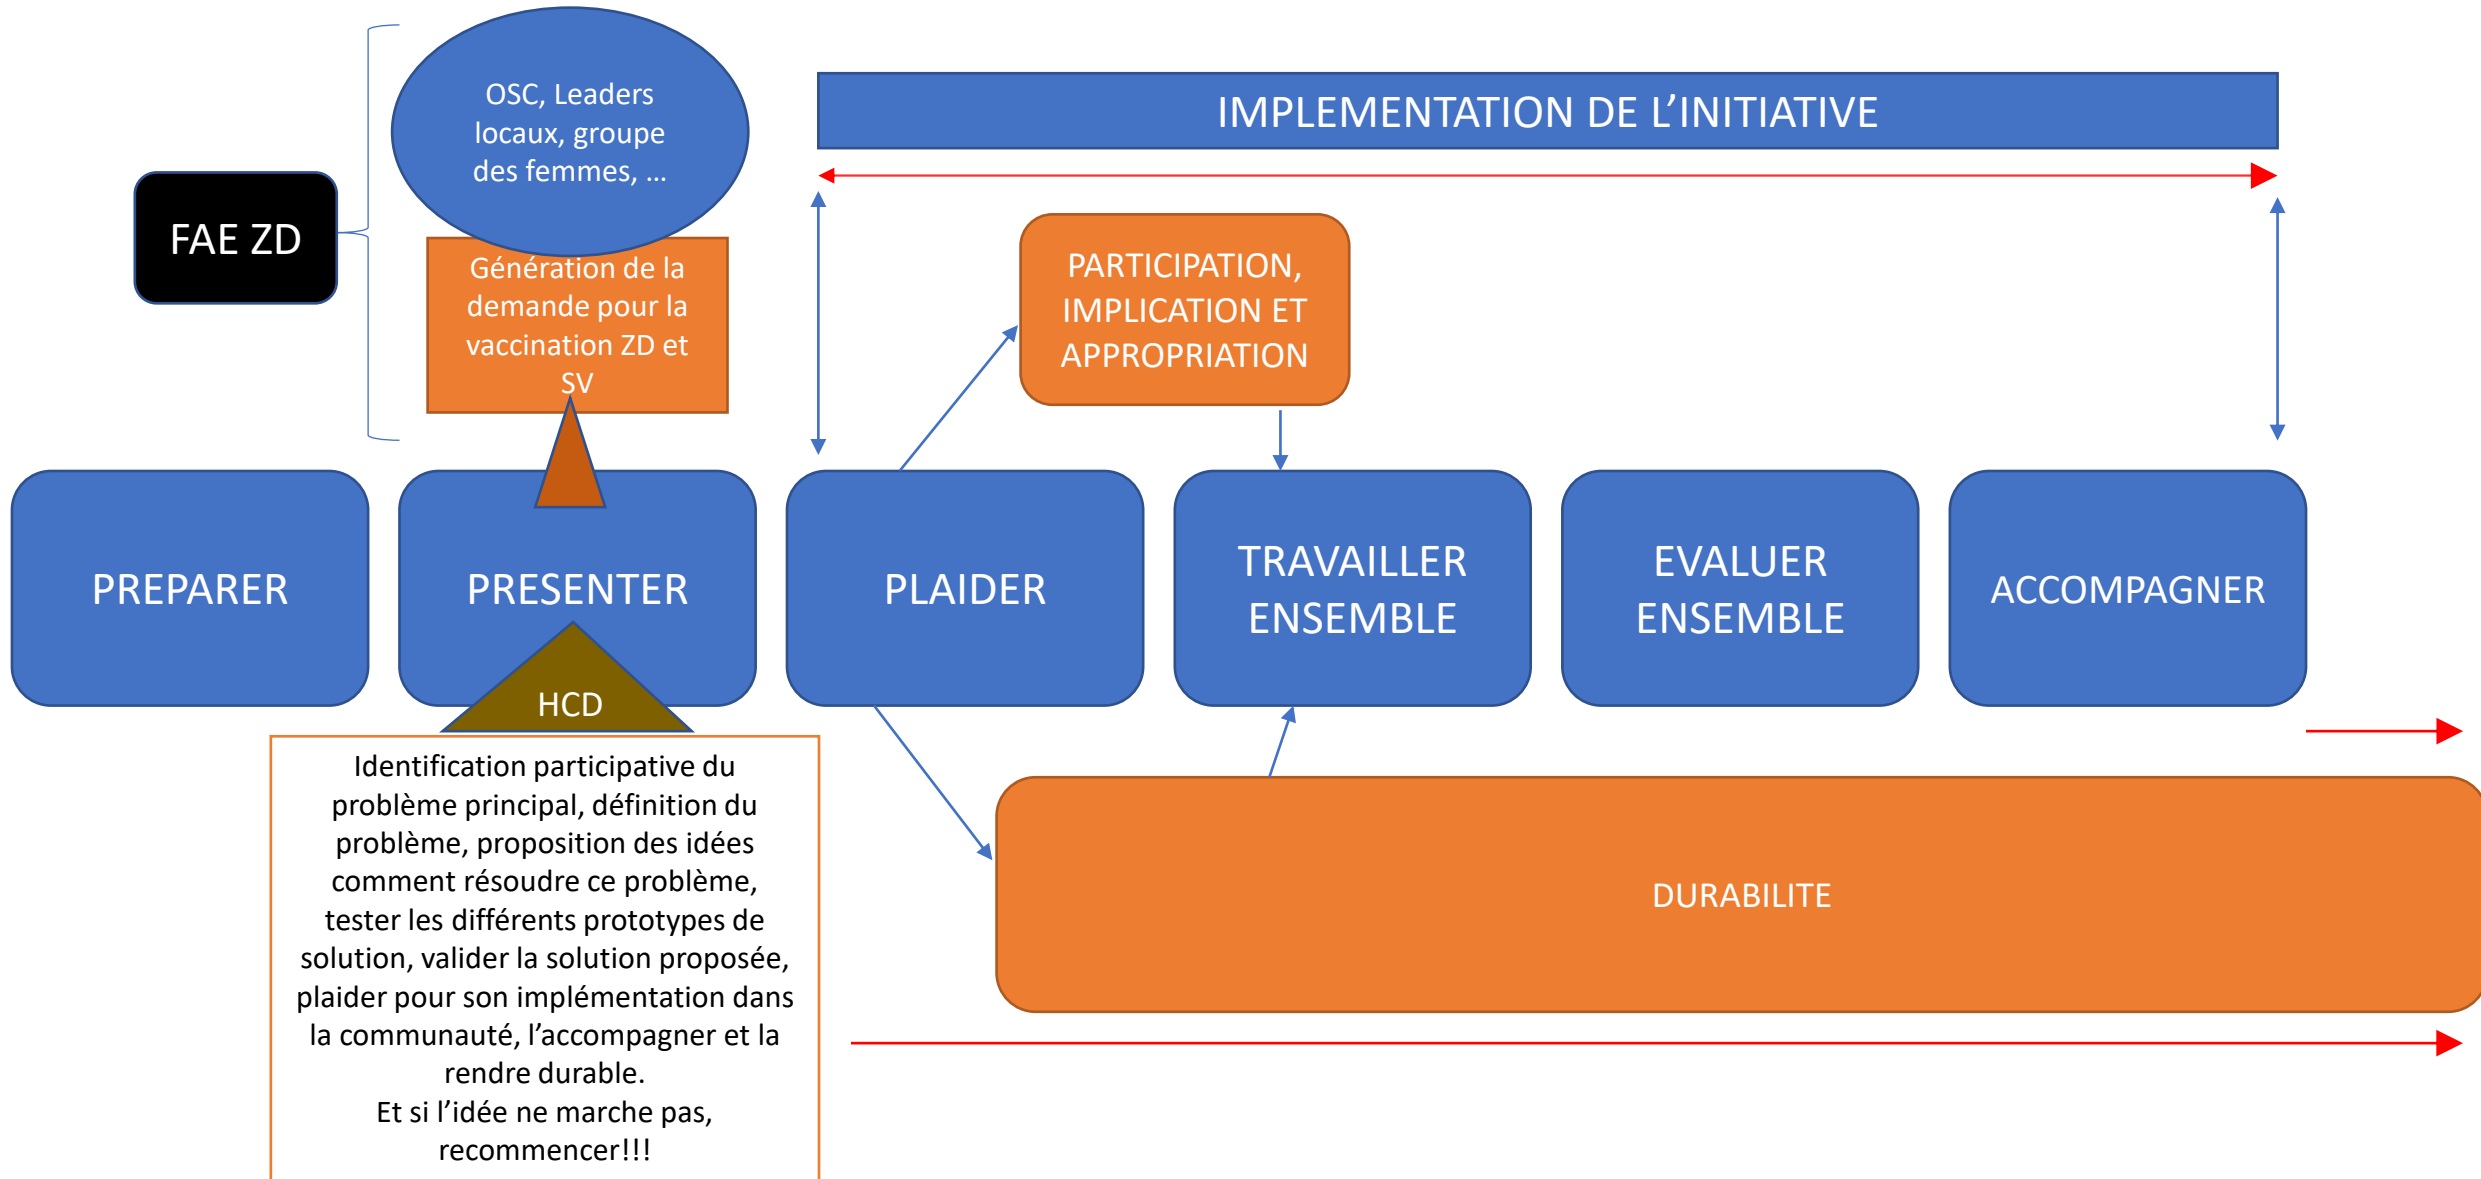 OSC, Leaders
locaux, groupe
des femmes, ...
IMPLEMENTATION DE L’INITIATIVE
FAE ZD
Génération de la
demande pour la
vaccination ZD et
SV
PARTICIPATION,
IMPLICATION ET
APPROPRIATION
PREPARER
PRESENTER
PLAIDER
TRAVAILLER
ENSEMBLE
EVALUER
ENSEMBLE
ACCOMPAGNER
HCD
Identification participative du
problème principal, définition du
problème, proposition des idées
comment résoudre ce problème,
tester les différents prototypes de
solution, valider la solution proposée,
plaider pour son implémentation dans
la communauté, l’accompagner et la
rendre durable.
Et si l’idée ne marche pas,
recommencer!!!
DURABILITE